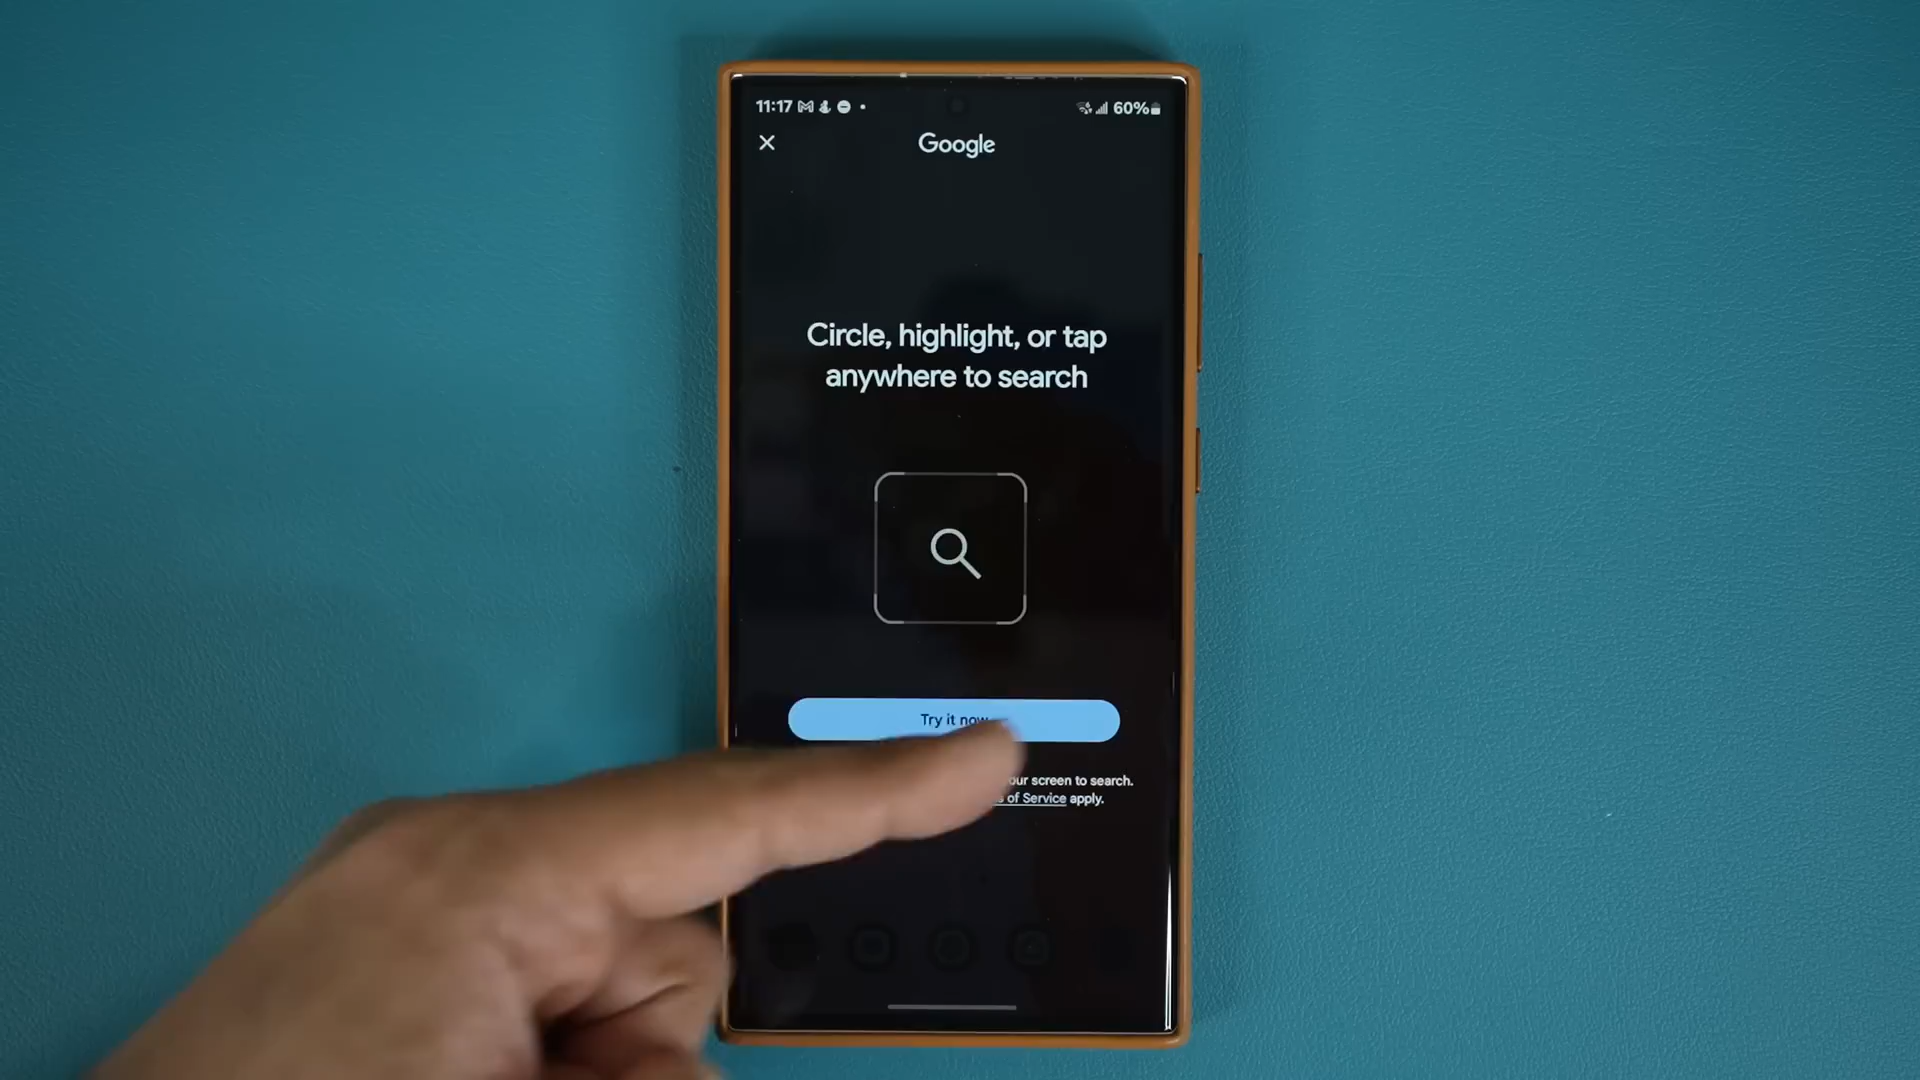 11:17
60%
Google
Circle, highlight, or tap
anywhere to search
Try it now
our screen to search.
of Service apply.